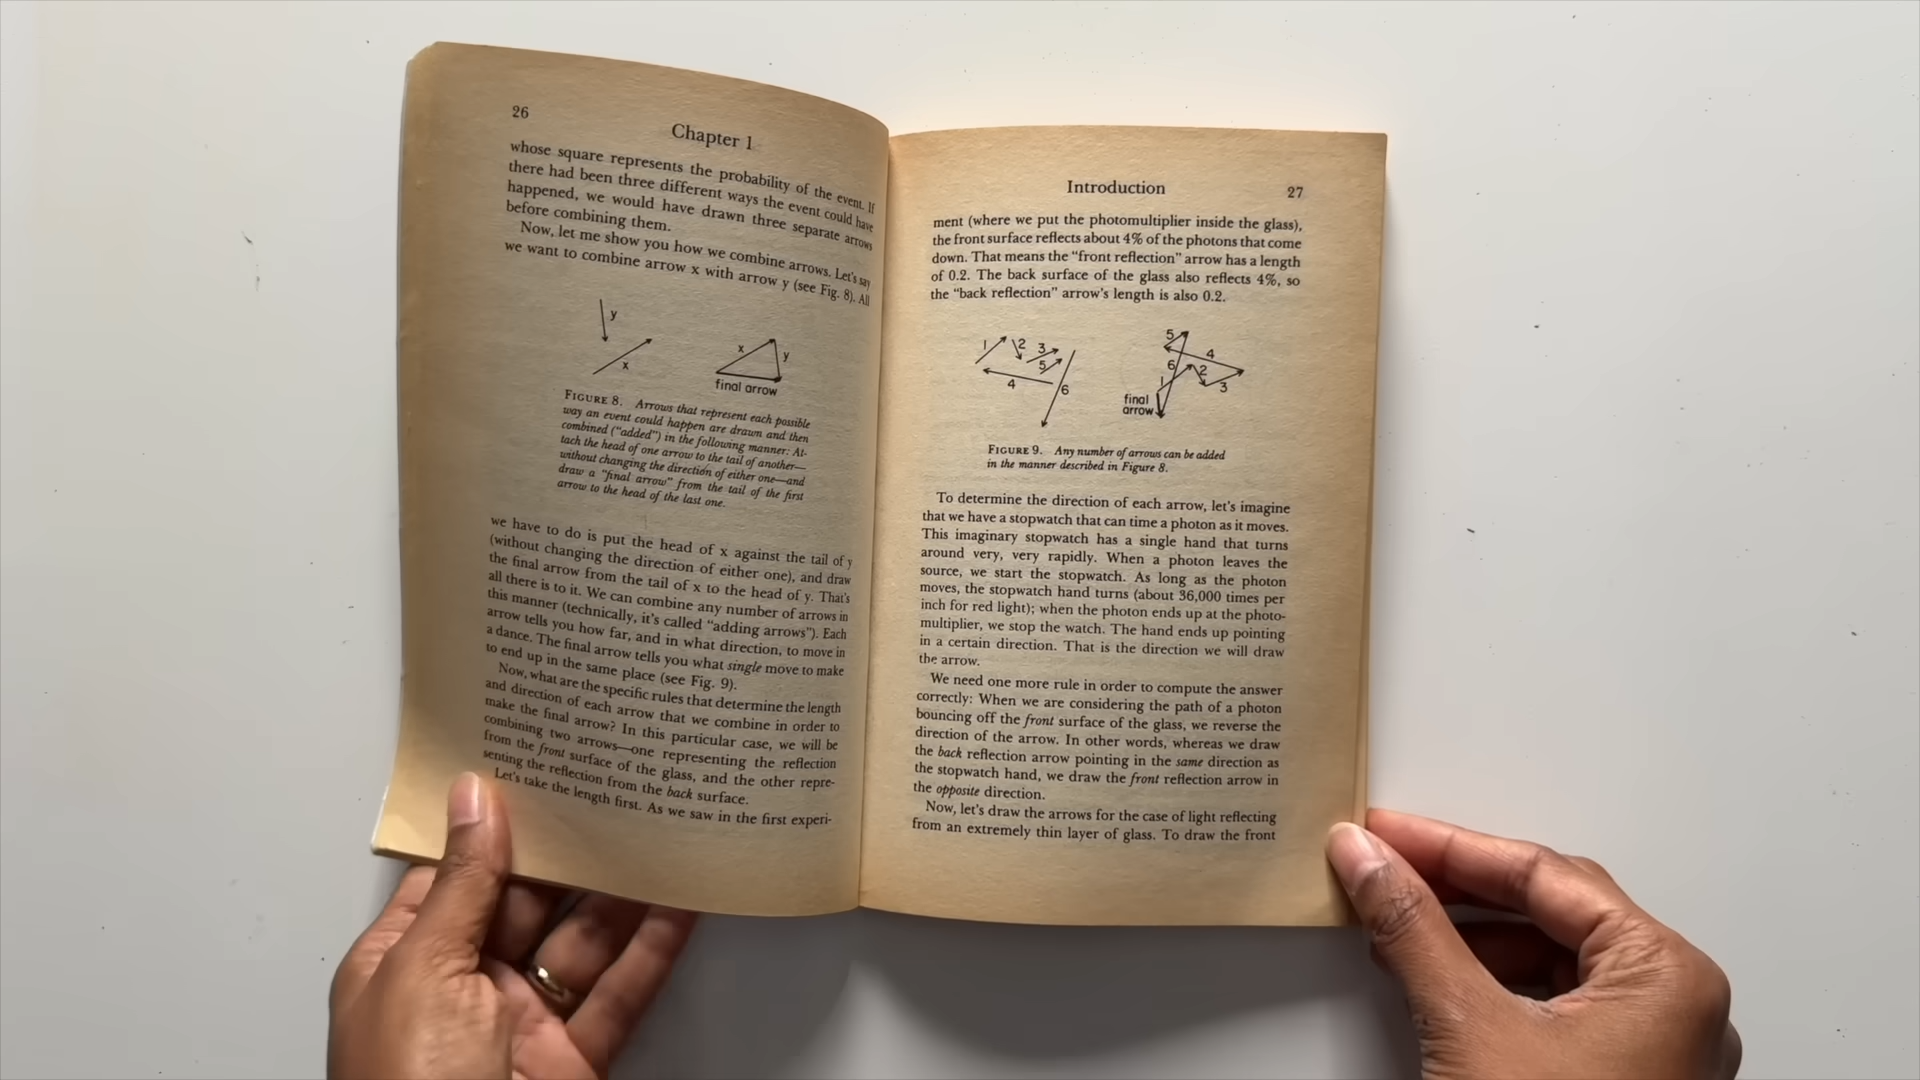 26
Chapter 1
whose square represents the probability of the event. If
there had been three different ways the event could have
happened, we would have drawn three separate arrows
before combining them.
Now, let me show you how we combine arrows. Let's say
we want to combine arrow x with arrow y (see Fig. 8). All
y
x
x
y
final arrow
FIGURE 8. Arrows that represent each possible
way an event could happen are drawn and then
combined ("added") in the following manner: At-
tach the head of one arrow to the tail of another—
without changing the direction of either one—and
draw a "final arrow" from the tail of the first
arrow to the head of the last one.
we have to do is put the head of x against the tail of y
(without changing the direction of either one), and draw
the final arrow from the tail of x to the head of y. That's
all there is to it. We can combine any number of arrows in
this manner (technically, it's called "adding arrows"). Each
arrow tells you how far, and in what direction, to move in
a dance. The final arrow tells you what single move to make
to end up in the same place (see Fig. 9).
Now, what are the specific rules that determine the length
and direction of each arrow that we combine in order to
make the final arrow? In this particular case, we will be
combining two arrows—one representing the reflection
from the front surface of the glass, and the other repre-
senting the reflection from the back surface.
Let's take the length first. As we saw in the first experi-
Introduction
27
ment (where we put the photomultiplier inside the glass),
the front surface reflects about 4% of the photons that come
down. That means the "front reflection" arrow has a length
of 0.2. The back surface of the glass also reflects 4%, so
the "back reflection" arrow's length is also 0.2.
1 2 3
5
4 6
5
4
6 2
1 3
final
arrow
FIGURE 9. Any number of arrows can be added
in the manner described in Figure 8.
To determine the direction of each arrow, let's imagine
that we have a stopwatch that can time a photon as it moves.
This imaginary stopwatch has a single hand that turns
around very, very rapidly. When a photon leaves the
source, we start the stopwatch. As long as the photon
moves, the stopwatch hand turns (about 36,000 times per
inch for red light); when the photon ends up at the photo-
multiplier, we stop the watch. The hand ends up pointing
in a certain direction. That is the direction we will draw
the arrow.
We need one more rule in order to compute the answer
correctly: When we are considering the path of a photon
bouncing off the front surface of the glass, we reverse the
direction of the arrow. In other words, whereas we draw
the back reflection arrow pointing in the same direction as
the stopwatch hand, we draw the front reflection arrow in
the opposite direction.
Now, let's draw the arrows for the case of light reflecting
from an extremely thin layer of glass. To draw the front